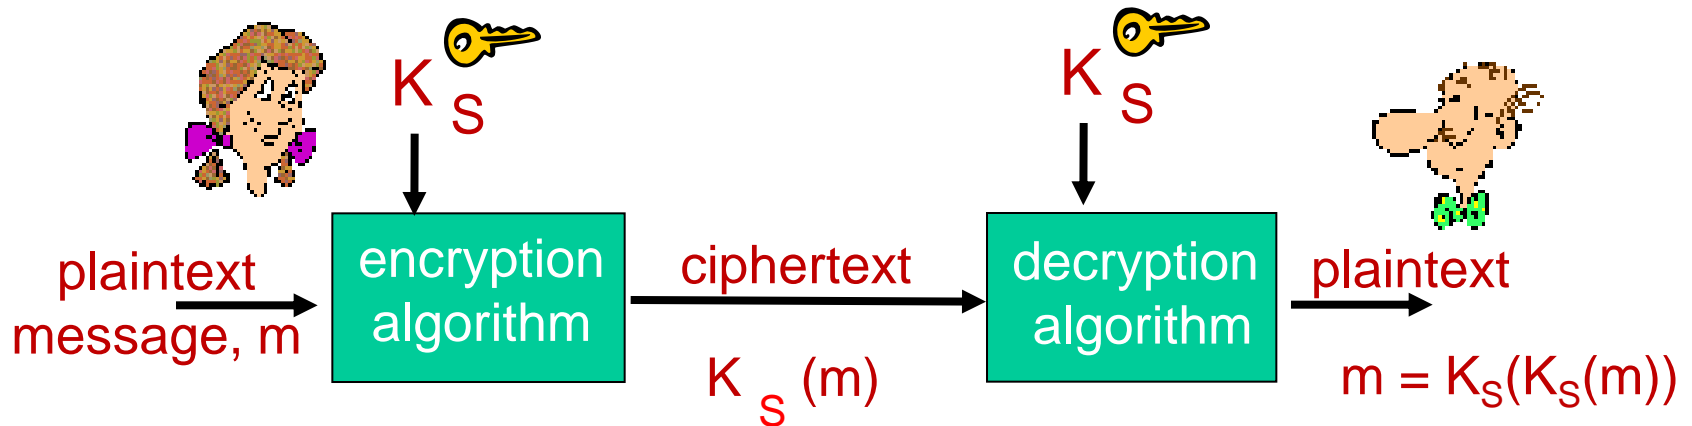 K S
K S
plaintext
message, m
encryption
algorithm
ciphertext
K S (m)
decryption
algorithm
plaintext
m = KS(KS(m))